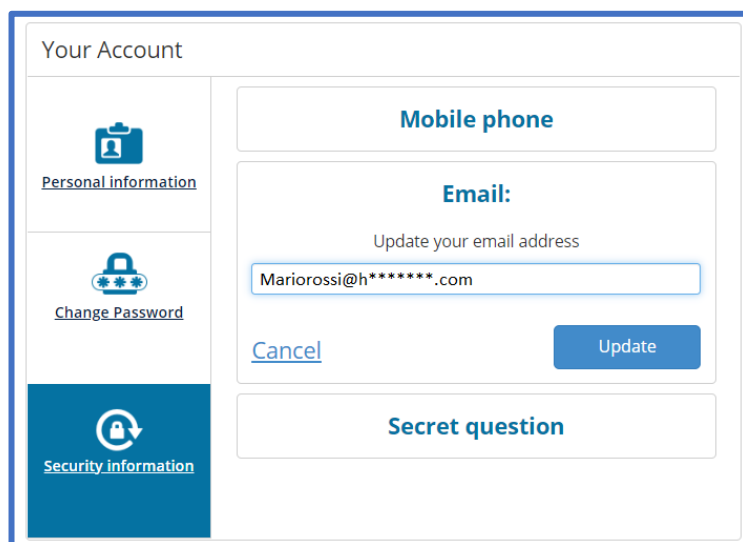 Your Account
Personal information
Change Password
Security information
Mobile phone
Email:
Update your email address
Mariorossi@h*******.com
Cancel
Update
Secret question